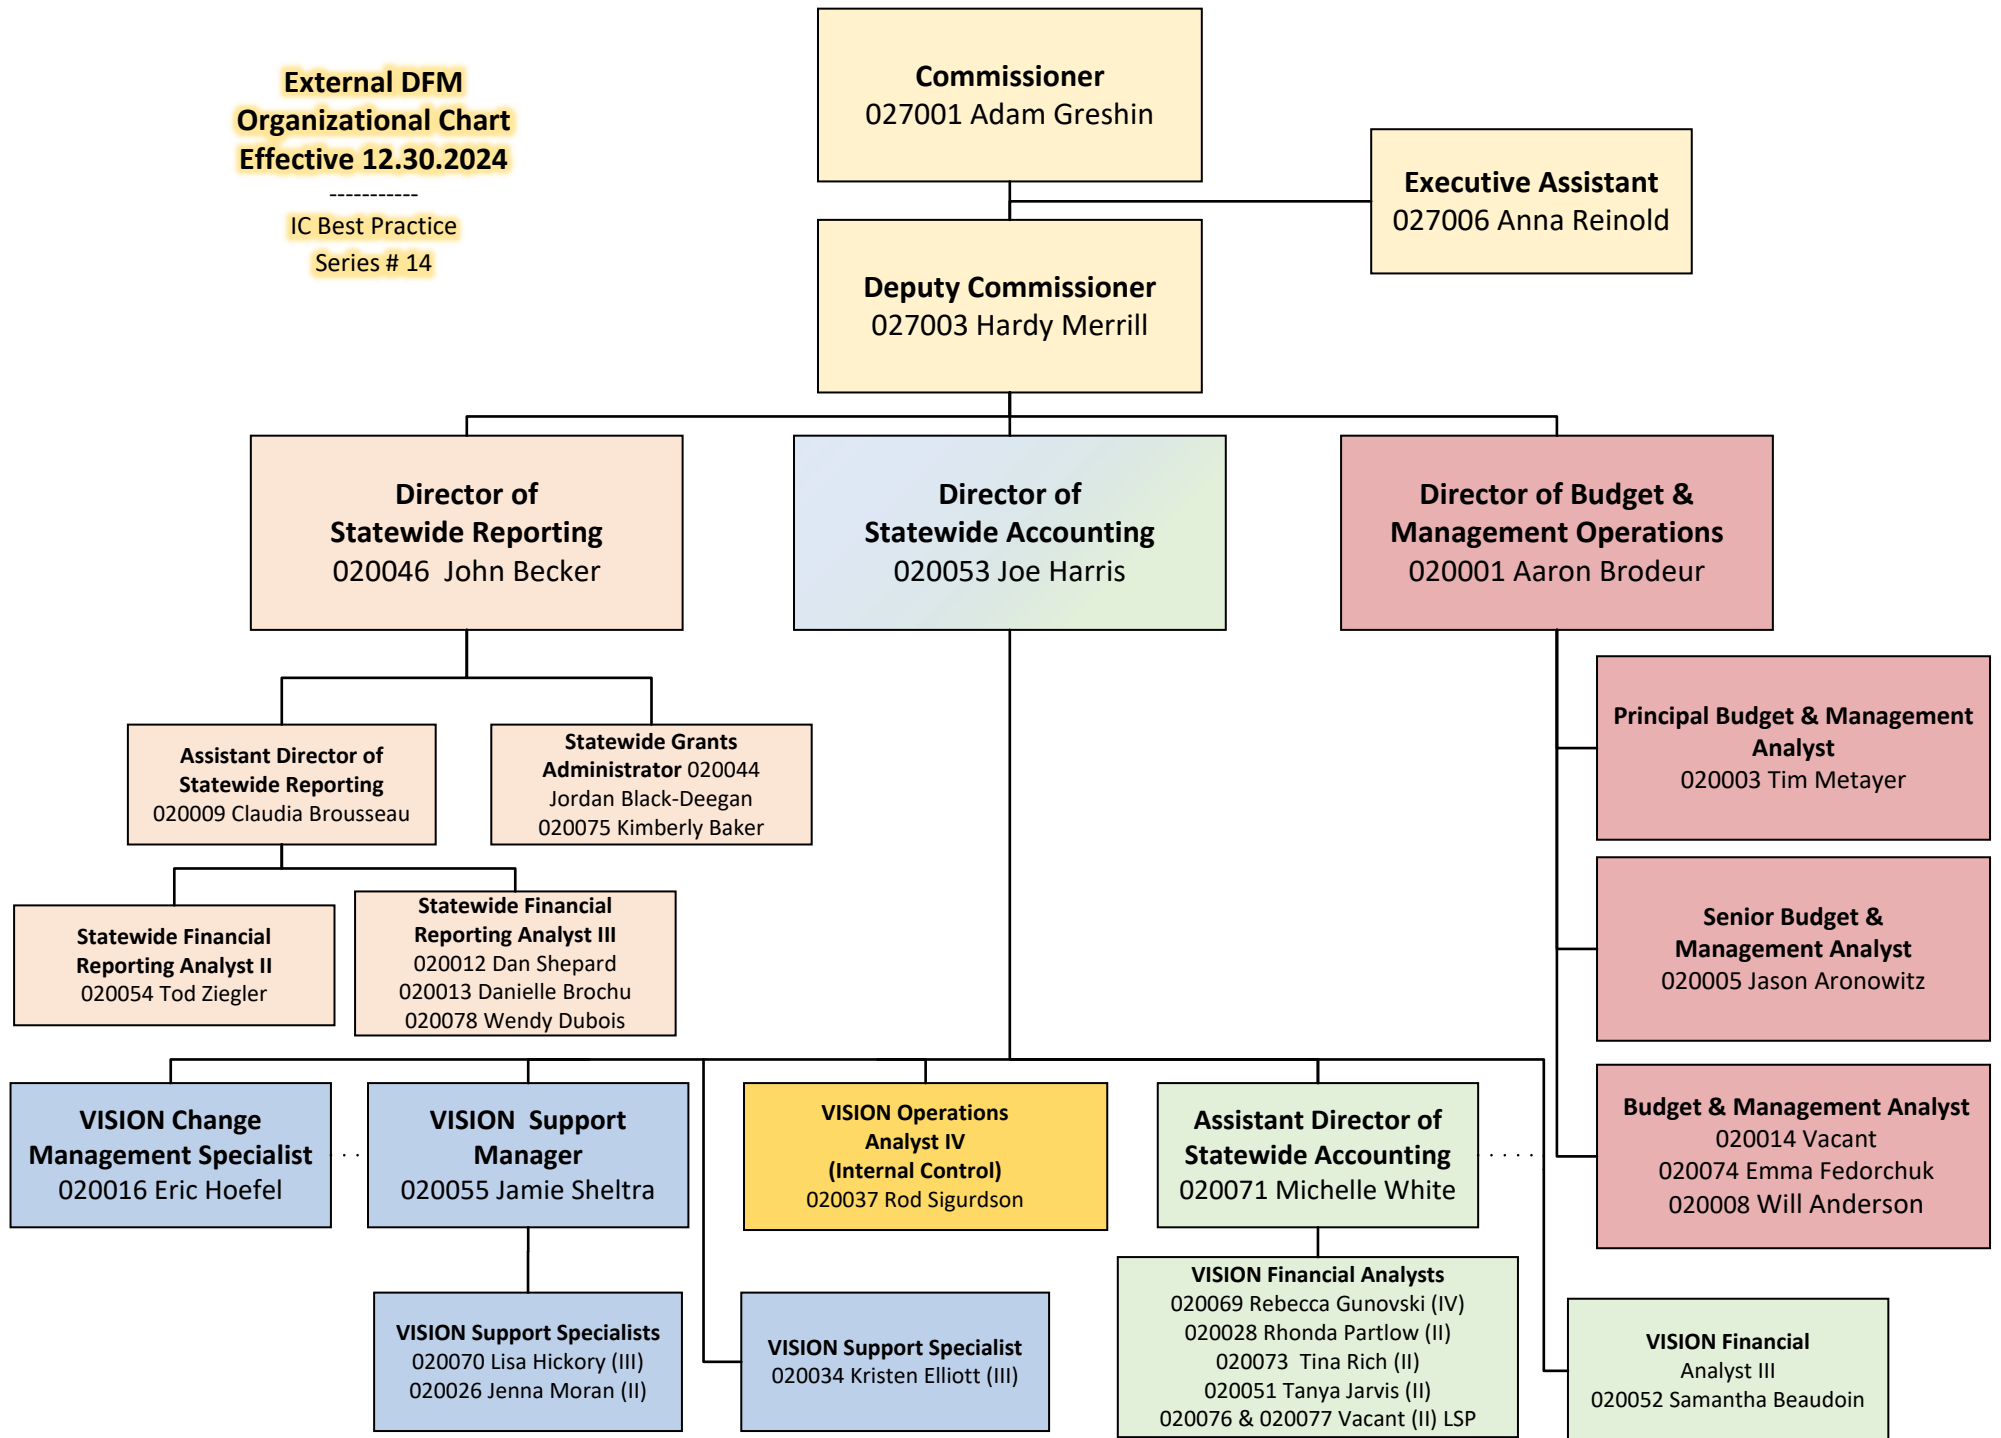 External DFM
Organizational Chart
Effective 12.30.2024
-----------
IC Best Practice
Series # 14
Commissioner
027001 Adam Greshin
Executive Assistant
027006 Anna Reinold
Deputy Commissioner
027003 Hardy Merrill
Director of
Statewide Reporting
020046  John Becker
Director of
Statewide Accounting
020053 Joe Harris
Director of Budget &
Management Operations
020001 Aaron Brodeur
Assistant Director of
Statewide Reporting
020009 Claudia Brousseau
Statewide Grants
Administrator 020044
Jordan Black-Deegan
020075 Kimberly Baker
Principal Budget & Management
Analyst
020003 Tim Metayer
Statewide Financial
Reporting Analyst II
020054 Tod Ziegler
Statewide Financial
Reporting Analyst III
020012 Dan Shepard
020013 Danielle Brochu
020078 Wendy Dubois
Senior Budget &
Management Analyst
020005 Jason Aronowitz
VISION Change
Management Specialist
020016 Eric Hoefel
VISION  Support
Manager
020055 Jamie Sheltra
VISION Operations
Analyst IV
(Internal Control)
020037 Rod Sigurdson
Assistant Director of
Statewide Accounting
020071 Michelle White
Budget & Management Analyst
020014 Vacant
020074 Emma Fedorchuk
020008 Will Anderson
VISION Support Specialists
020070 Lisa Hickory (III)
020026 Jenna Moran (II)
VISION Support Specialist
020034 Kristen Elliott (III)
VISION Financial Analysts
020069 Rebecca Gunovski (IV)
020028 Rhonda Partlow (II)
020073  Tina Rich (II)
020051 Tanya Jarvis (II)
020076 & 020077 Vacant (II) LSP
VISION Financial
Analyst III
020052 Samantha Beaudoin